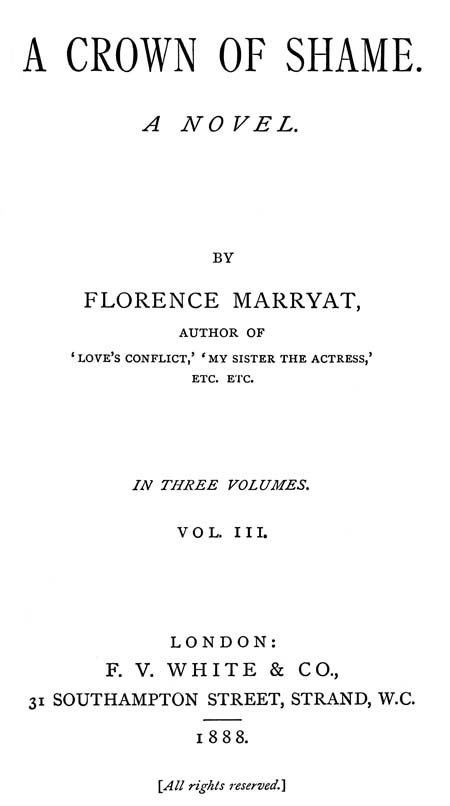 A CROWN OF SHAME.
A NOVEL.
BY
FLORENCE MARRYAT,
AUTHOR OF
‘LOVE’S CONFLICT,’ ‘MY SISTER THE ACTRESS,’
ETC. ETC.
IN THREE VOLUMES.
VOL. III.
LONDON:
F. V. WHITE & CO.,
31 SOUTHAMPTON STREET, STRAND, W.C.
1888.
[All rights reserved.]